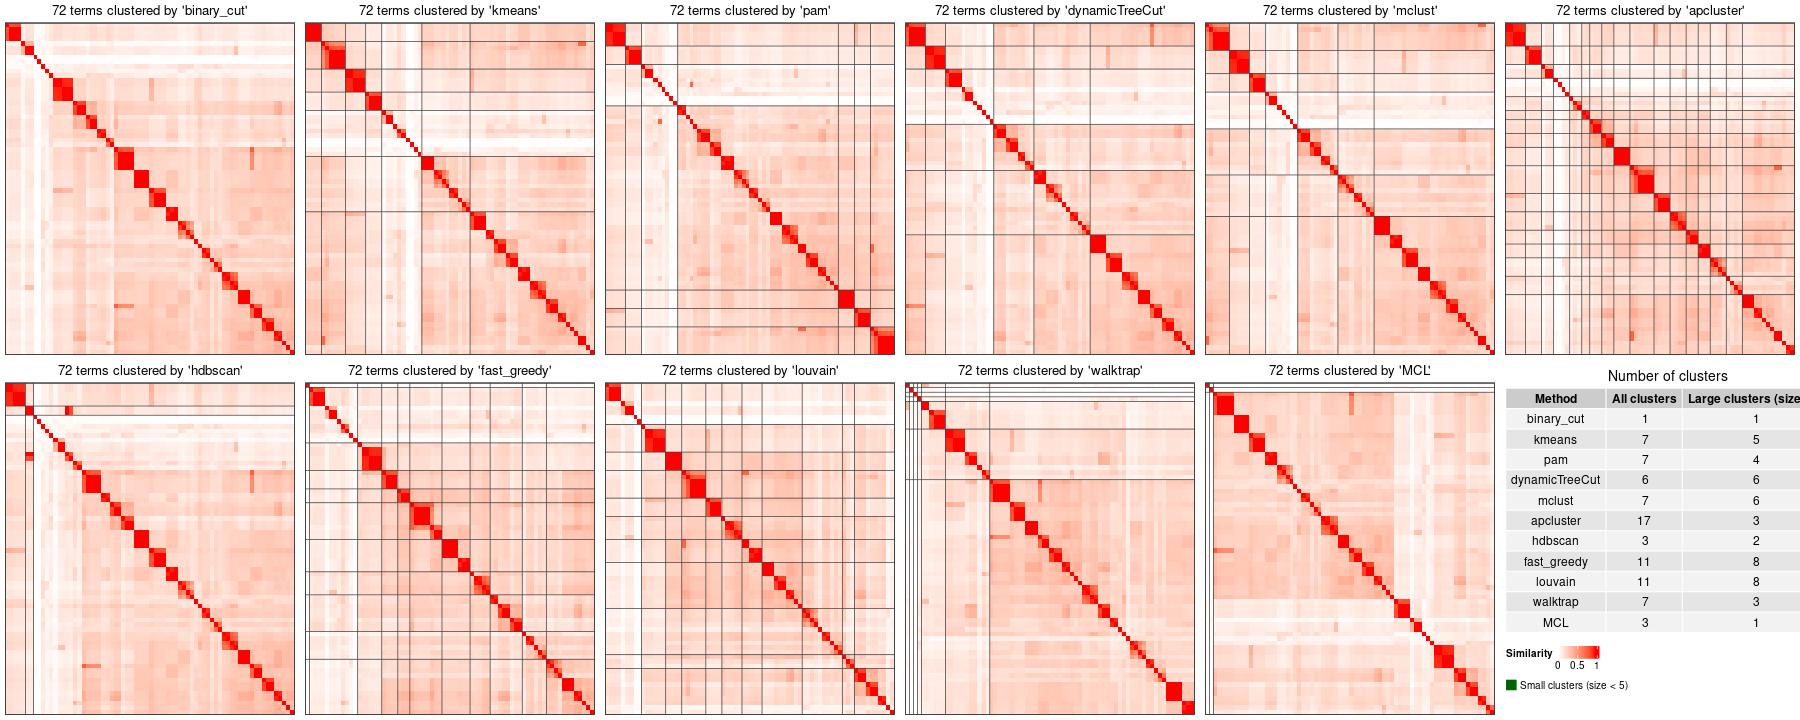 72 terms clustered by 'binary_cut'
72 terms clustered by 'kmeans'
72 terms clustered by 'pam'
72 terms clustered by 'dynamicTreeCut'
72 terms clustered by 'mclust'
72 terms clustered by 'apcluster'
72 terms clustered by 'hdbscan'
72 terms clustered by 'fast_greedy'
72 terms clustered by 'louvain'
72 terms clustered by 'walktrap'
72 terms clustered by 'MCL'
Number of clusters
Method All clusters Large clusters (size
binary_cut 1 1
kmeans 7 5
pam 7 4
dynamicTreeCut 6 6
mclust 7 6
apcluster 17 3
hdbscan 3 2
fast_greedy 11 8
louvain 11 8
walktrap 7 3
MCL 3 1
Similarity
0 0.5 1
Small clusters (size < 5)